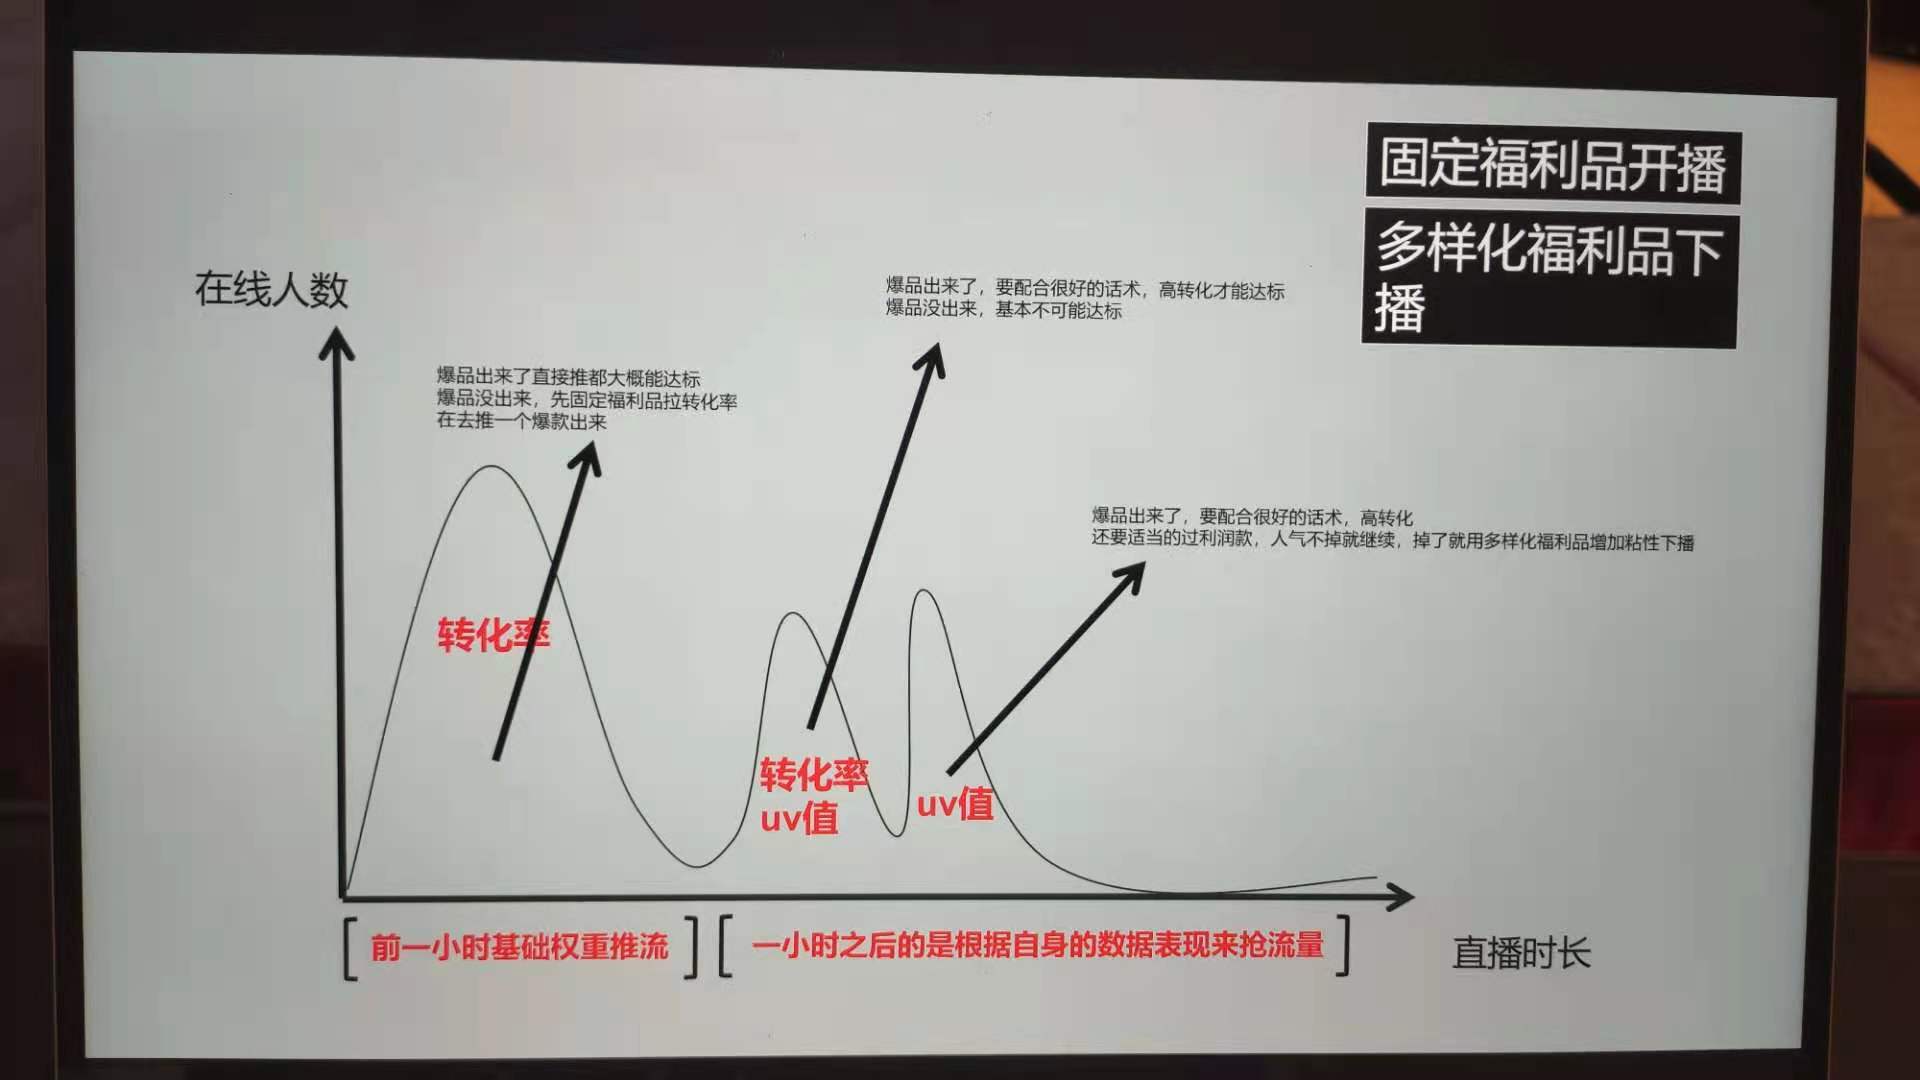 固定福利品开播
多样化福利品下
播
在线人数
爆品出来了，要配合很好的话术，高转化才能达标
爆品没出来，基本不可能达标
爆品出来了直接推都大概能达标
爆品没出来，先固定福利品拉转化率
在去推一个爆款出来
爆品出来了，要配合很好的话术，高转化
还要适当的过利润款，人气不掉就继续，掉了就用多样化福利品增加粘性下播
转化率
转化率
uv值
uv值
前一小时基础权重推流
一小时之后的是根据自身的数据表现来抢流量
直播时长